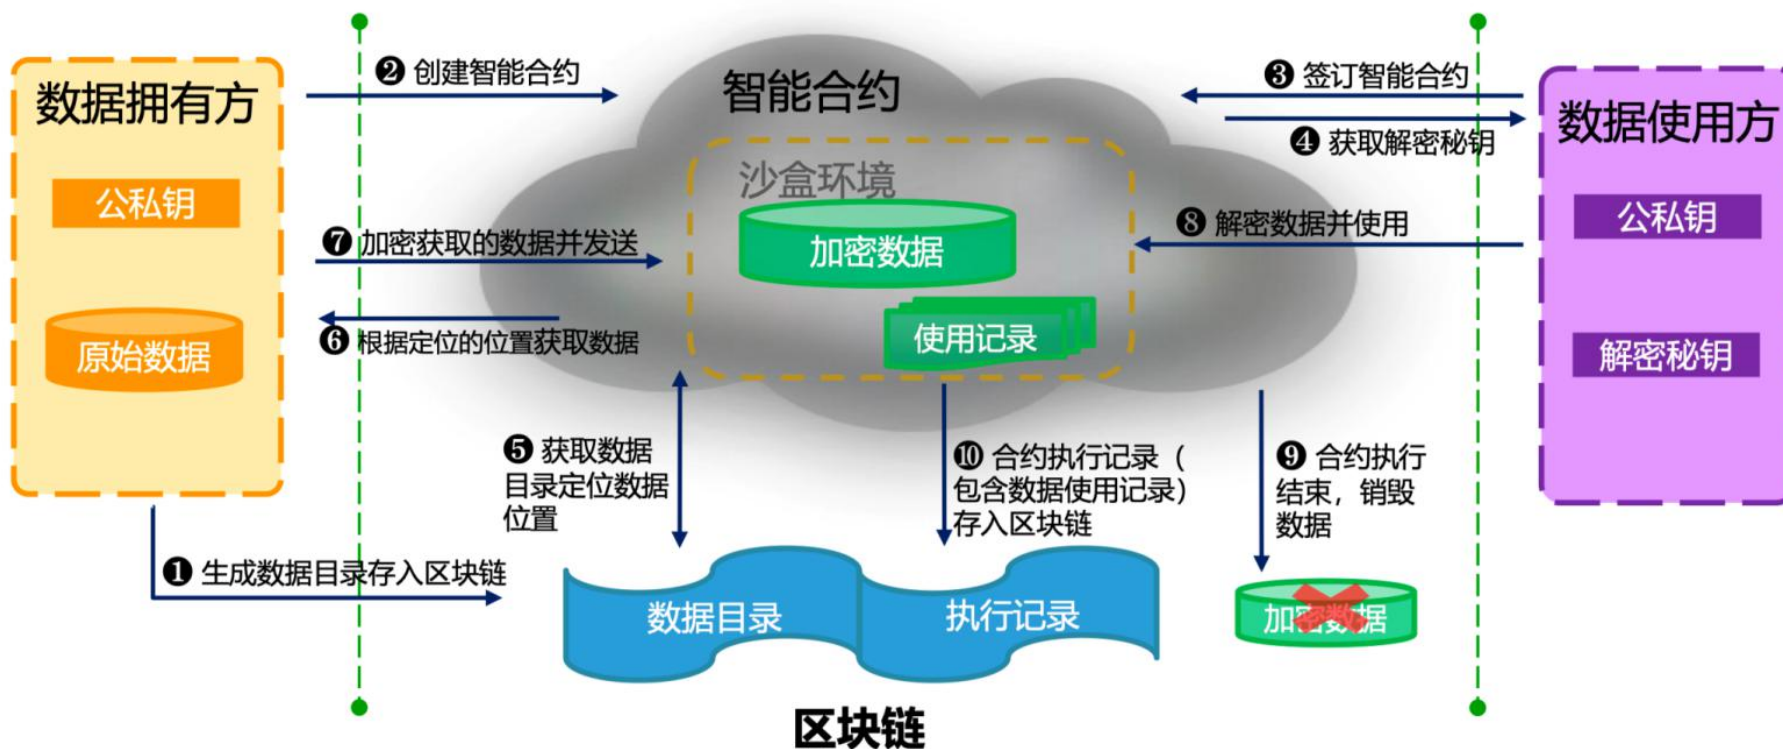 ❷ 创建智能合约
❸ 签订智能合约
数据拥有方
智能合约
数据使用方
❹ 获取解密秘钥
公私钥
沙盒环境
公私钥
❼ 加密获取的数据并发送
加密数据
❽ 解密数据并使用
原始数据
❻ 根据定位的位置获取数据
使用记录
解密秘钥
❺ 获取数据
目录定位数据
位置
❿ 合约执行记录（
包含数据使用记录）
存入区块链
❾ 合约执行
结束，销毁
数据
❶ 生成数据目录存入区块链
数据目录
执行记录
加密数据
区块链